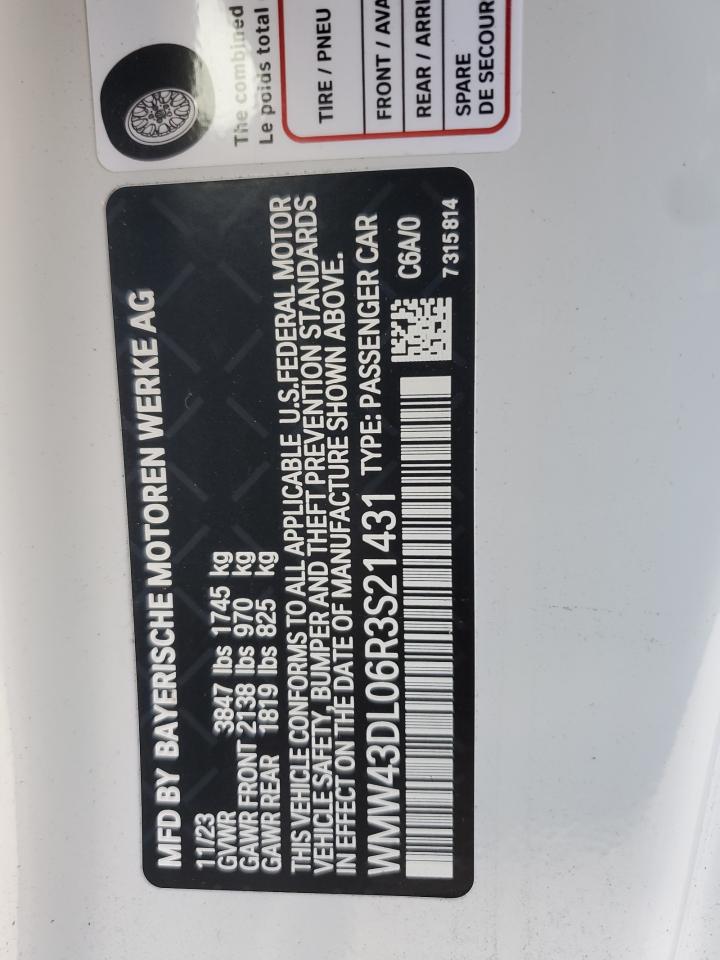 The combined
Le poids total
TIRE / PNEU
FRONT / AVA
REAR / ARRI
SPARE
DE SECOUR
MFD BY BAYERISCHE MOTOREN WERKE AG
11/23
GVWR 3847 lbs 1745 kg
GAWR FRONT 2138 lbs 970 kg
GAWR REAR 1819 lbs 825 kg
THIS VEHICLE CONFORMS TO ALL APPLICABLE U.S.FEDERAL MOTOR
VEHICLE SAFETY, BUMPER AND THEFT PREVENTION STANDARDS
IN EFFECT ON THE DATE OF MANUFACTURE SHOWN ABOVE.
WMW43DL06R3S21431 TYPE: PASSENGER CAR
C6A/0
7315814